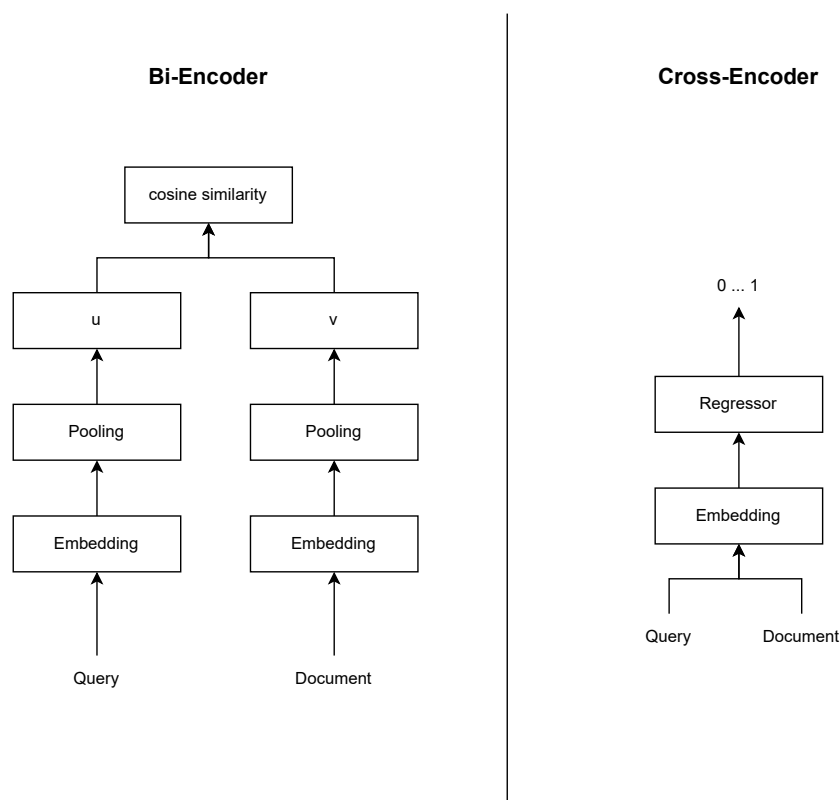 Bi-Encoder
cosine similarity
u
v
Pooling
Pooling
Embedding
Embedding
Query
Document
Cross-Encoder
0 ... 1
Regressor
Embedding
Query
Document